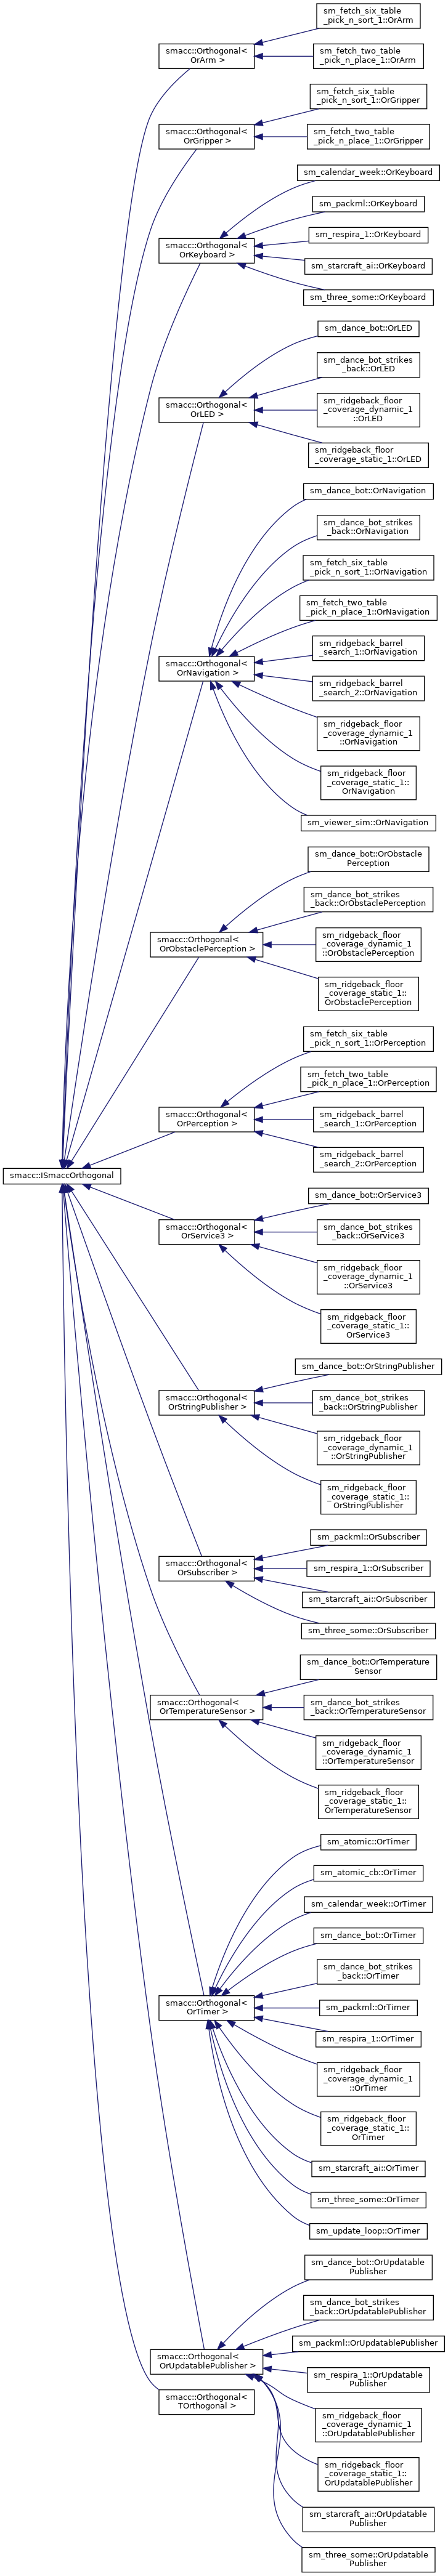 sm_fetch_six_table
_pick_n_sort_1::OrArm
smacc::Orthogonal<
OrArm >
sm_fetch_two_table
_pick_n_place_1::OrArm
sm_fetch_six_table
_pick_n_sort_1::OrGripper
smacc::Orthogonal<
OrGripper >
sm_fetch_two_table
_pick_n_place_1::OrGripper
sm_calendar_week::OrKeyboard
sm_packml::OrKeyboard
sm_respira_1::OrKeyboard
smacc::Orthogonal<
OrKeyboard >
sm_starcraft_ai::OrKeyboard
sm_three_some::OrKeyboard
sm_dance_bot::OrLED
sm_dance_bot_strikes
_back::OrLED
smacc::Orthogonal<
OrLED >
sm_ridgeback_floor
_coverage_dynamic_1
::OrLED
sm_ridgeback_floor
_coverage_static_1::OrLED
sm_dance_bot::OrNavigation
sm_dance_bot_strikes
_back::OrNavigation
sm_fetch_six_table
_pick_n_sort_1::OrNavigation
sm_fetch_two_table
_pick_n_place_1::OrNavigation
sm_ridgeback_barrel
_search_1::OrNavigation
smacc::Orthogonal<
OrNavigation >
sm_ridgeback_barrel
_search_2::OrNavigation
sm_ridgeback_floor
_coverage_dynamic_1
::OrNavigation
sm_ridgeback_floor
_coverage_static_1::
OrNavigation
sm_viewer_sim::OrNavigation
sm_dance_bot::OrObstacle
Perception
sm_dance_bot_strikes
_back::OrObstaclePerception
smacc::Orthogonal<
OrObstaclePerception >
sm_ridgeback_floor
_coverage_dynamic_1
::OrObstaclePerception
sm_ridgeback_floor
_coverage_static_1::
OrObstaclePerception
sm_fetch_six_table
_pick_n_sort_1::OrPerception
sm_fetch_two_table
_pick_n_place_1::OrPerception
smacc::Orthogonal<
OrPerception >
sm_ridgeback_barrel
_search_1::OrPerception
sm_ridgeback_barrel
_search_2::OrPerception
smacc::ISmaccOrthogonal
sm_dance_bot::OrService3
smacc::Orthogonal<
OrService3 >
sm_dance_bot_strikes
_back::OrService3
sm_ridgeback_floor
_coverage_dynamic_1
::OrService3
sm_ridgeback_floor
_coverage_static_1::
OrService3
sm_dance_bot::OrStringPublisher
smacc::Orthogonal<
OrStringPublisher >
sm_dance_bot_strikes
_back::OrStringPublisher
sm_ridgeback_floor
_coverage_dynamic_1
::OrStringPublisher
sm_ridgeback_floor
_coverage_static_1::
OrStringPublisher
sm_packml::OrSubscriber
smacc::Orthogonal<
OrSubscriber >
sm_respira_1::OrSubscriber
sm_starcraft_ai::OrSubscriber
sm_three_some::OrSubscriber
sm_dance_bot::OrTemperature
Sensor
smacc::Orthogonal<
OrTemperatureSensor >
sm_dance_bot_strikes
_back::OrTemperatureSensor
sm_ridgeback_floor
_coverage_dynamic_1
::OrTemperatureSensor
sm_ridgeback_floor
_coverage_static_1::
OrTemperatureSensor
sm_atomic::OrTimer
sm_atomic_cb::OrTimer
sm_calendar_week::OrTimer
sm_dance_bot::OrTimer
sm_dance_bot_strikes
_back::OrTimer
smacc::Orthogonal<
OrTimer >
sm_packml::OrTimer
sm_respira_1::OrTimer
sm_ridgeback_floor
_coverage_dynamic_1
::OrTimer
sm_ridgeback_floor
_coverage_static_1::
OrTimer
sm_starcraft_ai::OrTimer
sm_three_some::OrTimer
sm_update_loop::OrTimer
sm_dance_bot::OrUpdatable
Publisher
sm_dance_bot_strikes
_back::OrUpdatablePublisher
sm_packml::OrUpdatablePublisher
smacc::Orthogonal<
OrUpdatablePublisher >
sm_respira_1::OrUpdatable
Publisher
smacc::Orthogonal<
TOrthogonal >
sm_ridgeback_floor
_coverage_dynamic_1
::OrUpdatablePublisher
sm_ridgeback_floor
_coverage_static_1::
OrUpdatablePublisher
sm_starcraft_ai::OrUpdatable
Publisher
sm_three_some::OrUpdatable
Publisher